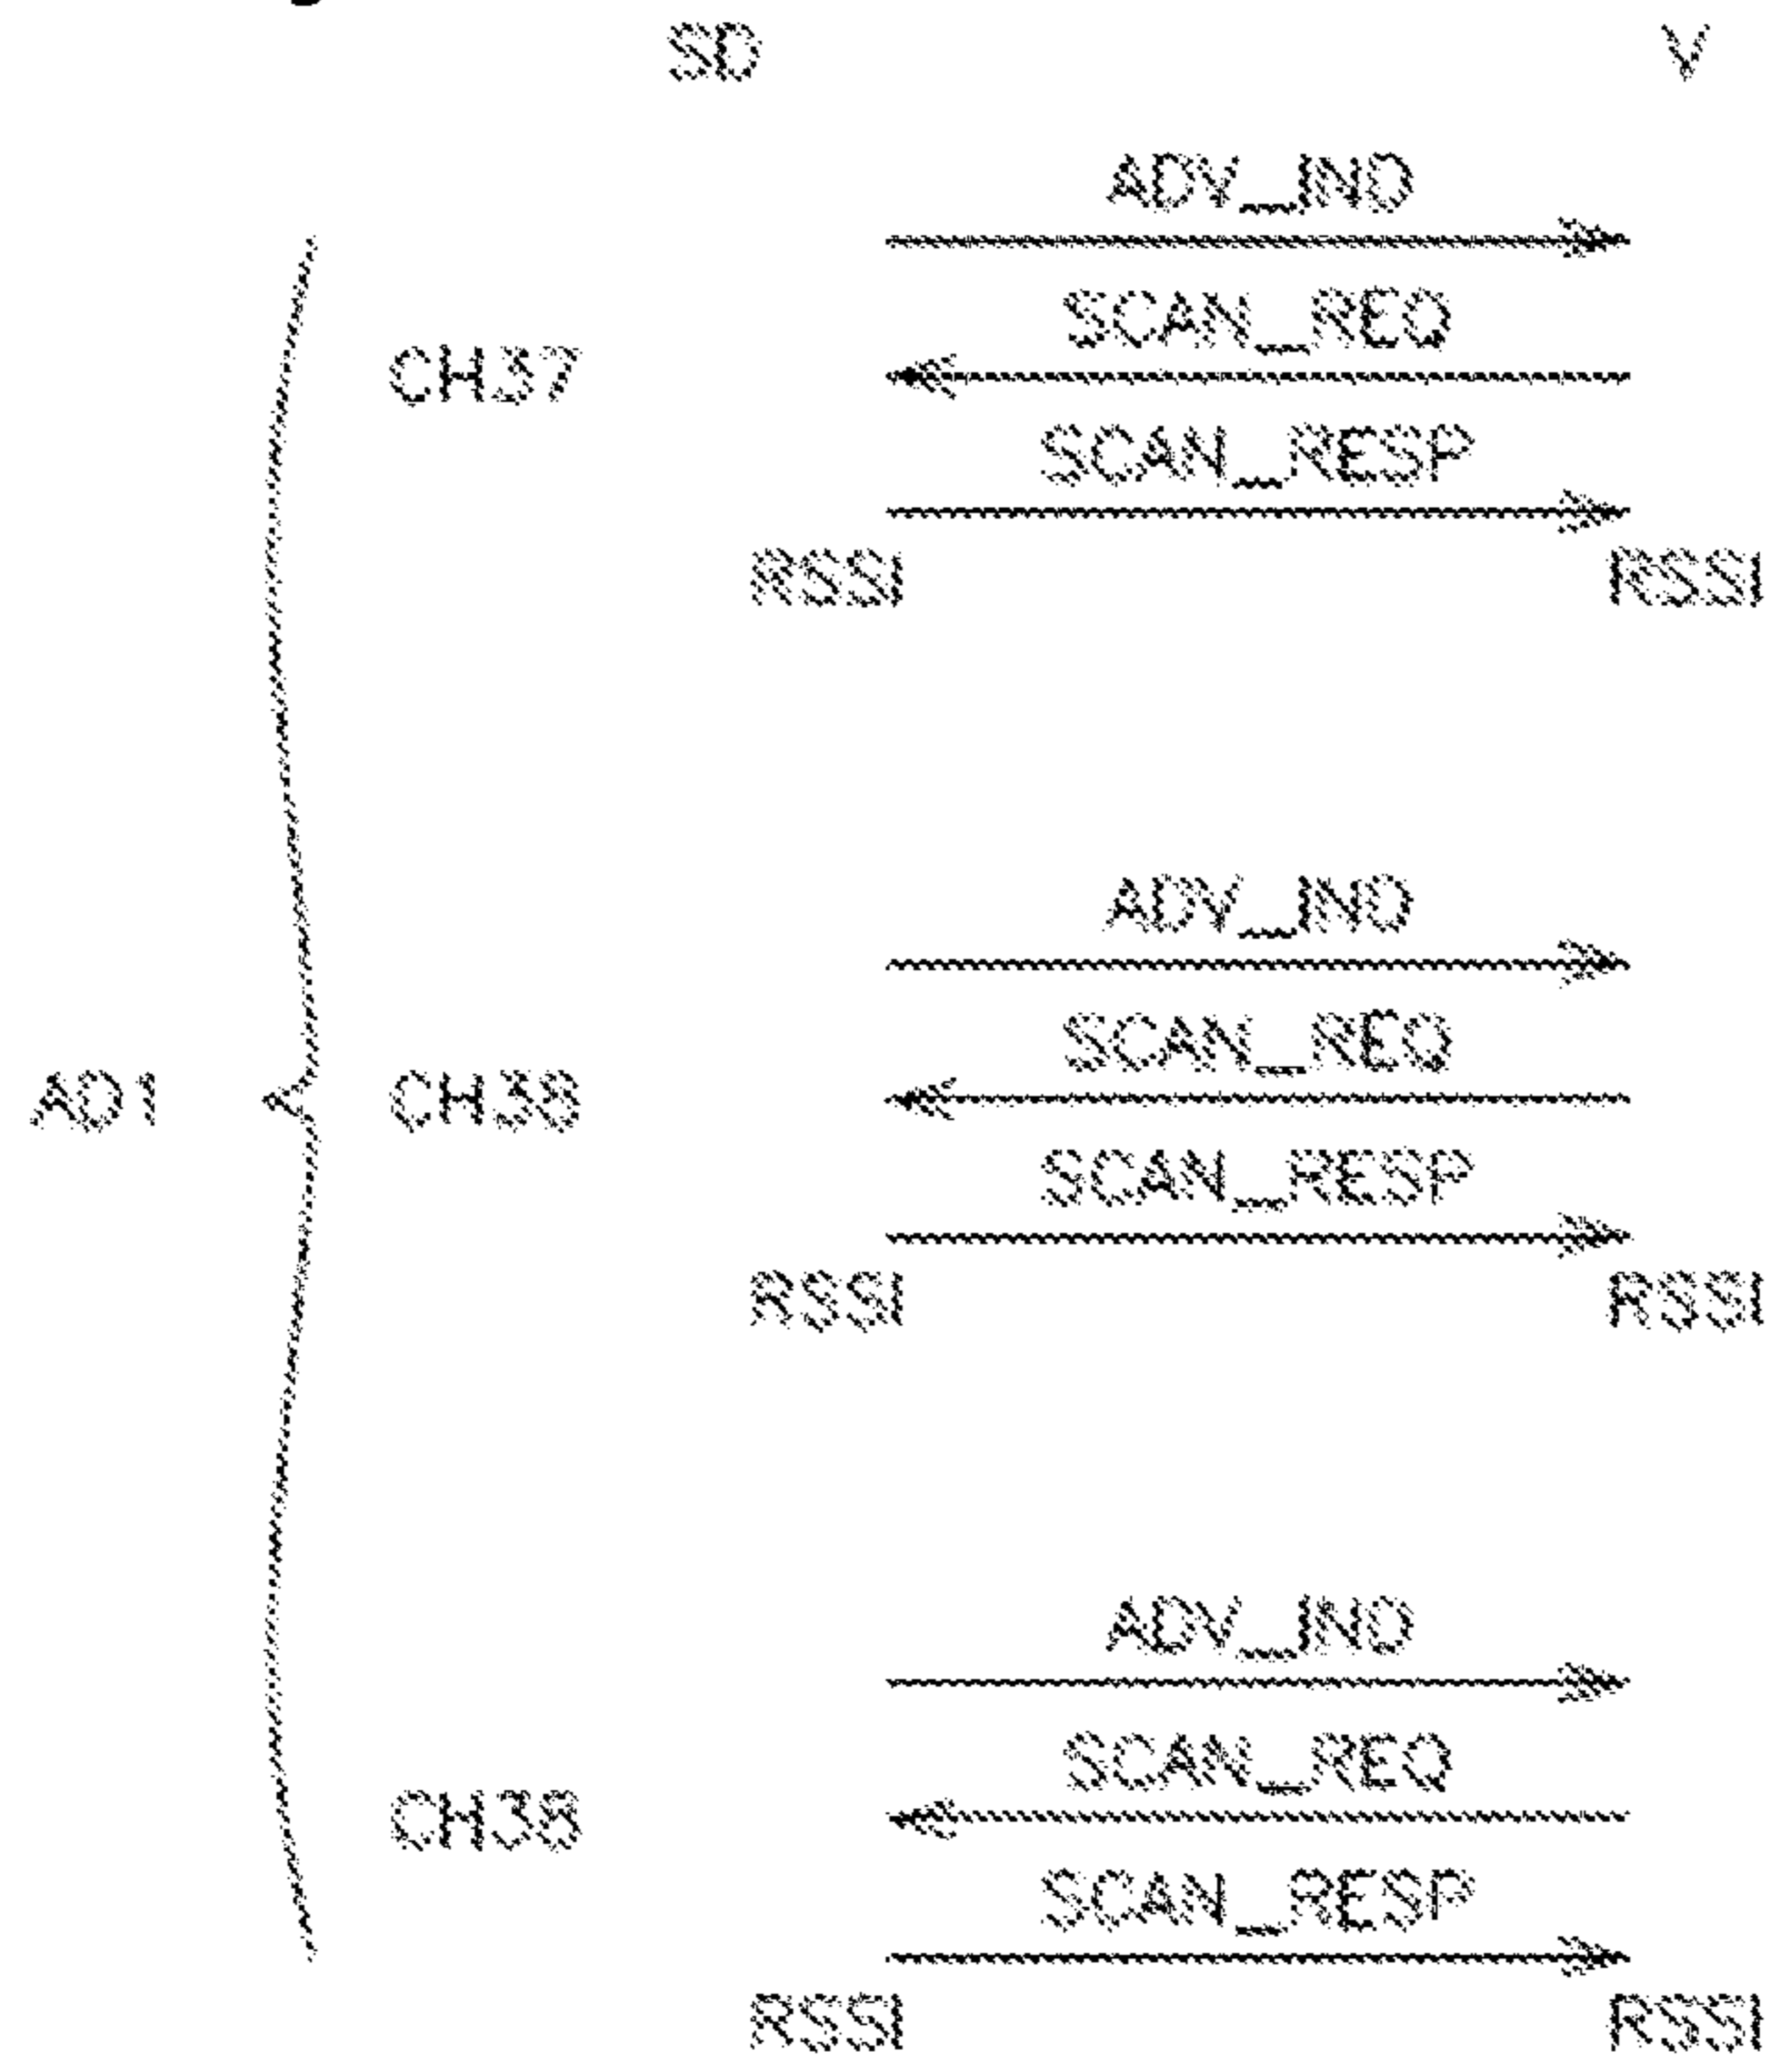 SD V
ADV_IND
SCAN_REQ
CH37
SCAN_RESP
RSSI RSSI
ADV_IND
SCAN_REQ
AD1 CH38
SCAN_RESP
RSSI RSSI
ADV_IND
SCAN_REQ
CH38
SCAN_RESP
RSSI RSSI